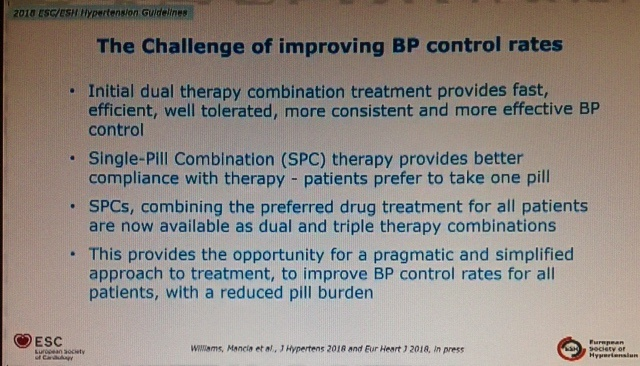 2018 ESC/ESH Hypertension Guidelines
The Challenge of improving BP control rates
• Initial dual therapy combination treatment provides fast,
efficient, well tolerated, more consistent and more effective BP
control
• Single-Pill Combination (SPC) therapy provides better
compliance with therapy - patients prefer to take one pill
• SPCs, combining the preferred drug treatment for all patients
are now available as dual and triple therapy combinations
• This provides the opportunity for a pragmatic and simplified
approach to treatment, to improve BP control rates for all
patients, with a reduced pill burden
ESC
European Society
of Cardiology
Williams, Mancia et al., J Hypertens 2018 and Eur Heart J 2018, in press
ESH
European
Society of
Hypertension